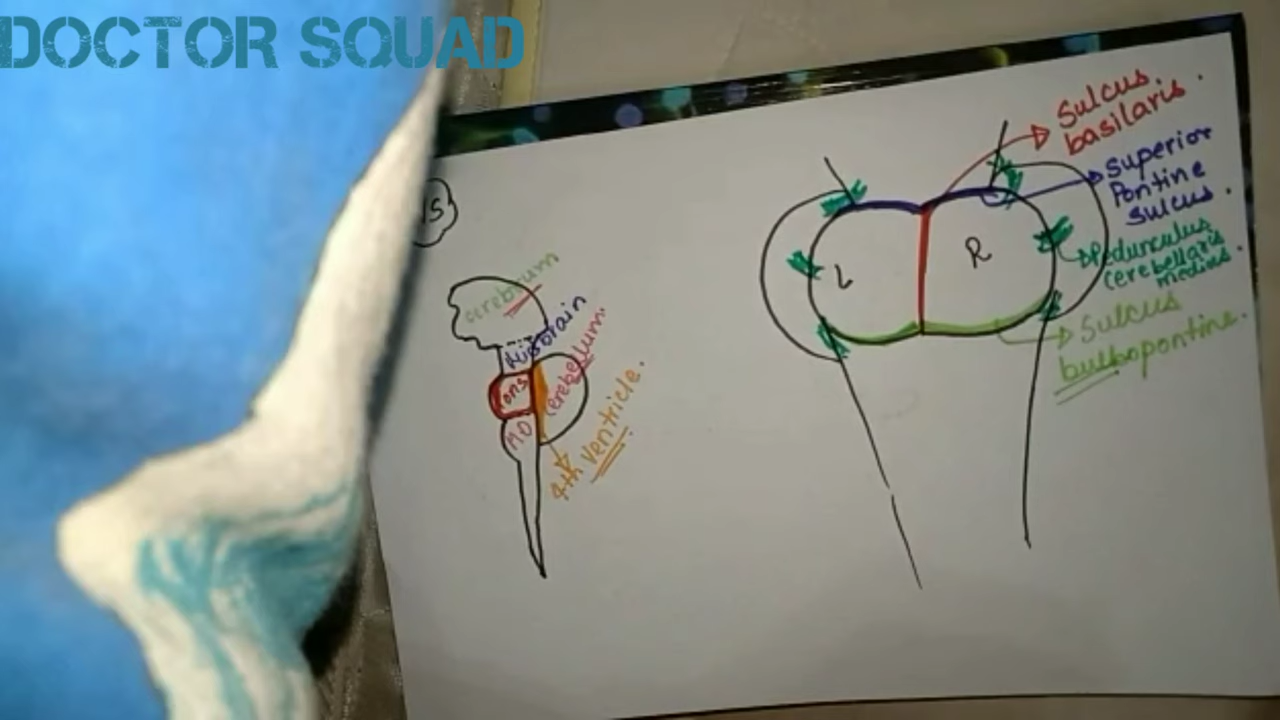 DOCTOR SQUAD
15
cerebrum
Midbrain
Pons
cerebellum.
MO
4th ventricle.
L
R
Sulcus
basilaris.
Superior
Pontine
Sulcus.
Pedunculus
cerebellaris
medius.
Sulcus
bulbopontine.